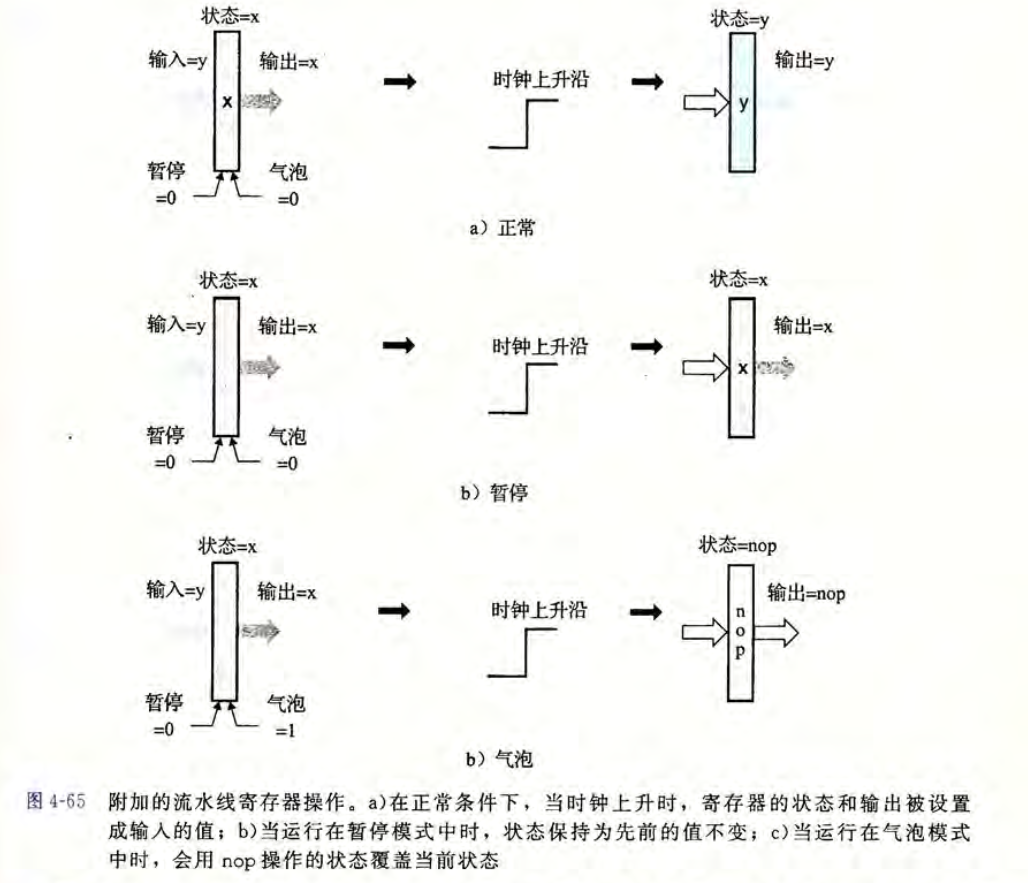 状态=x
状态=y
输入=y
输出=x
输出=y
时钟上升沿
x
y
暂停
=0
气泡
=0
a）正常
状态=x
状态=x
输入=y
输出=x
输出=x
时钟上升沿
x
暂停
=0
气泡
=0
b）暂停
状态=x
状态=nop
输入=y
输出=x
输出=nop
时钟上升沿
n
o
p
暂停
=0
气泡
=1
b）气泡
图 4-65 附加的流水线寄存器操作。a)在正常条件下，当时钟上升时，寄存器的状态和输出被设置
成输入的值；b)当运行在暂停模式中时，状态保持为先前的值不变；c)当运行在气泡模式
中时，会用 nop 操作的状态覆盖当前状态